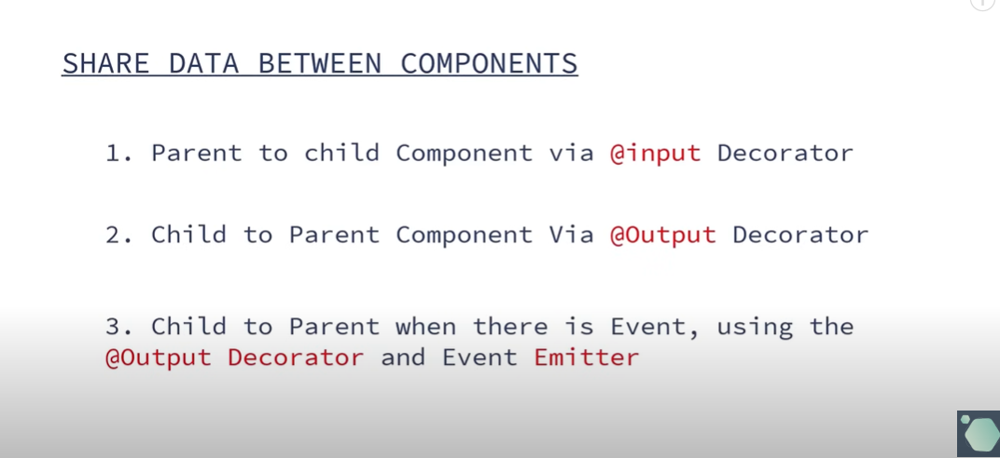 SHARE DATA BETWEEN COMPONENTS
1. Parent to child Component via @input Decorator
2. Child to Parent Component Via @Output Decorator
3. Child to Parent when there is Event, using the
@Output Decorator and Event Emitter